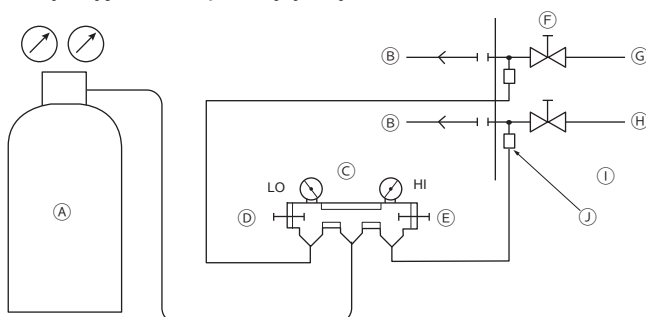 Ⓕ
Ⓑ Ⓖ
Ⓑ Ⓗ
Ⓒ
LO HI Ⓘ
Ⓐ Ⓓ Ⓔ Ⓙ